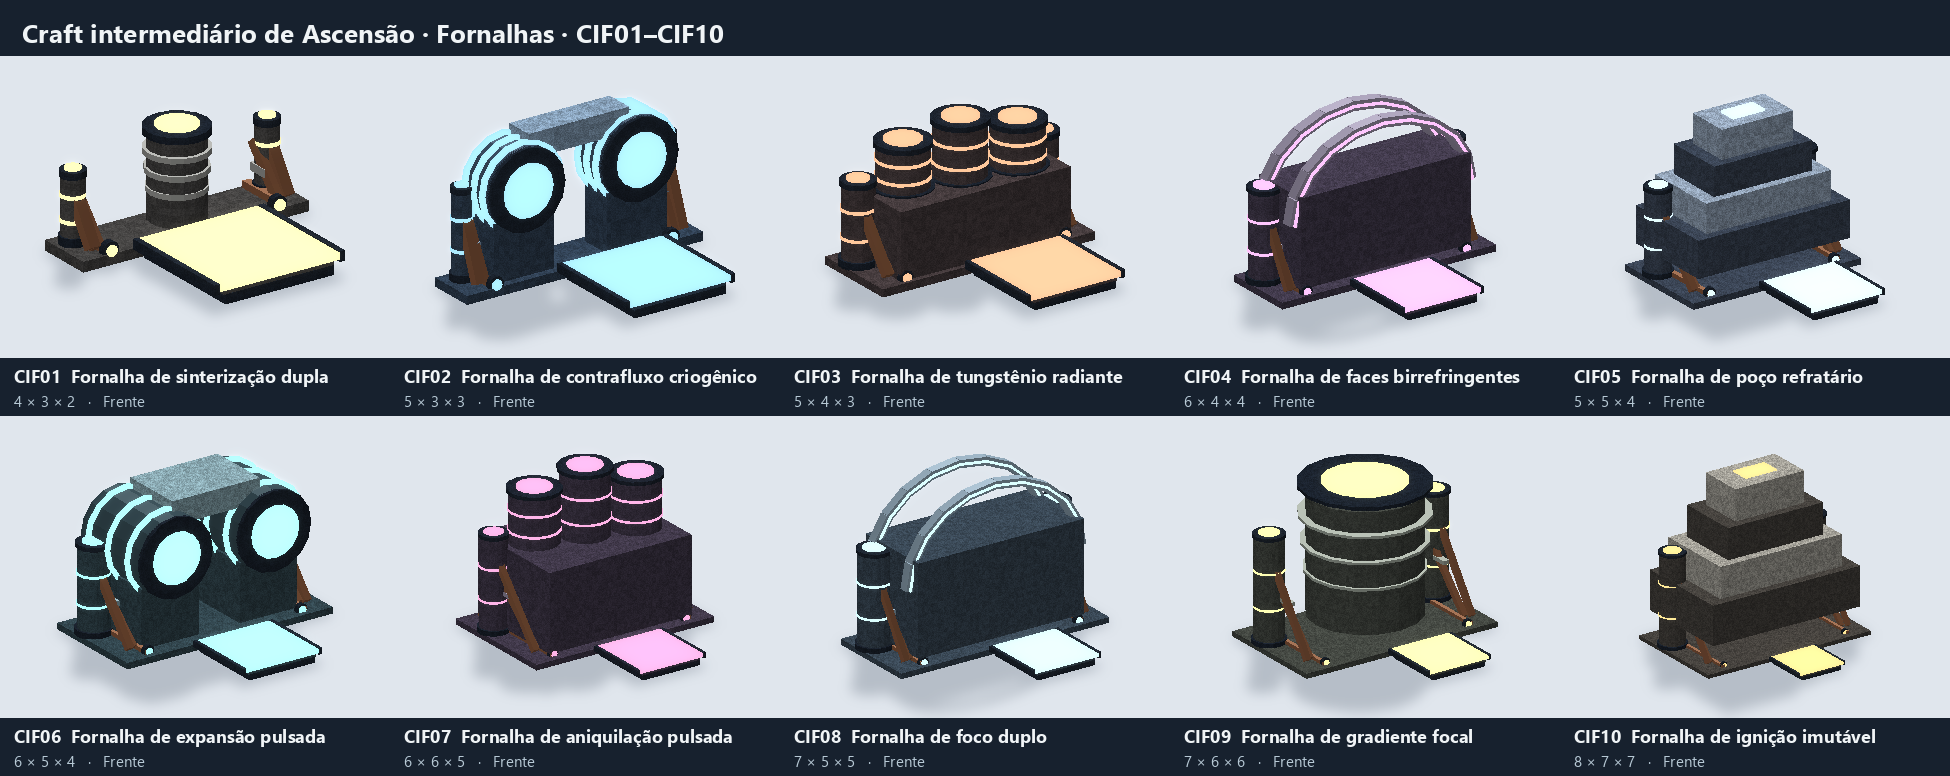 Craft intermediário de Ascensão · Fornalhas · CIF01–CIF10
CIF01 Fornalha de sinterização dupla
4 × 3 × 2 · Frente
CIF02 Fornalha de contrafluxo criogênico
5 × 3 × 3 · Frente
CIF03 Fornalha de tungstênio radiante
5 × 4 × 3 · Frente
CIF04 Fornalha de faces birrefringentes
6 × 4 × 4 · Frente
CIF05 Fornalha de poço refratário
5 × 5 × 4 · Frente
CIF06 Fornalha de expansão pulsada
6 × 5 × 4 · Frente
CIF07 Fornalha de aniquilação pulsada
6 × 6 × 5 · Frente
CIF08 Fornalha de foco duplo
7 × 5 × 5 · Frente
CIF09 Fornalha de gradiente focal
7 × 6 × 6 · Frente
CIF10 Fornalha de ignição imutável
8 × 7 × 7 · Frente